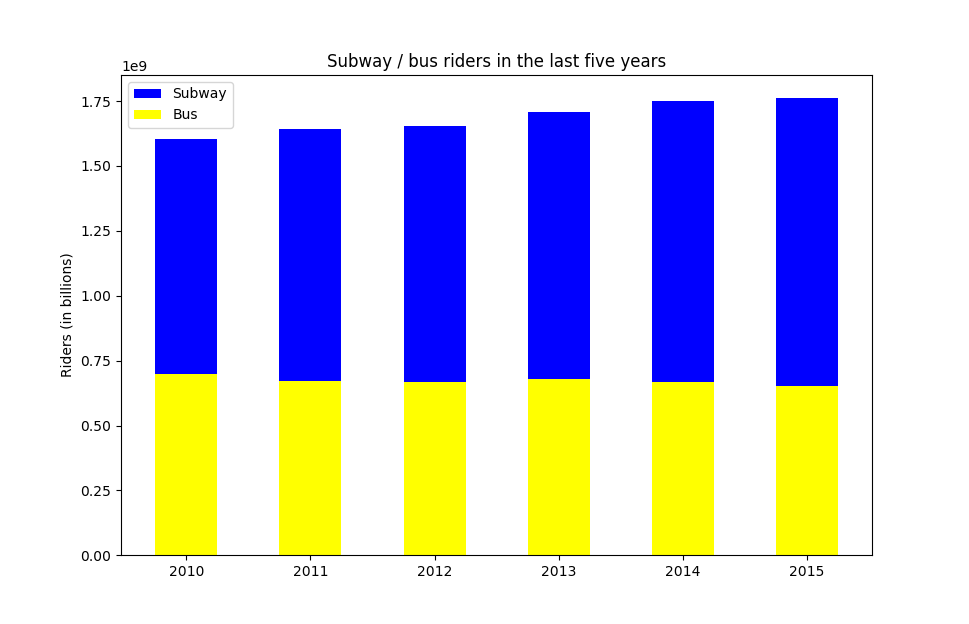 Subway / bus riders in the last five years
1e9
Subway
Bus
1.75
1.50
1.25
1.00
0.75
0.50
0.25
0.00
Riders (in billions)
2010 2011 2012 2013 2014 2015